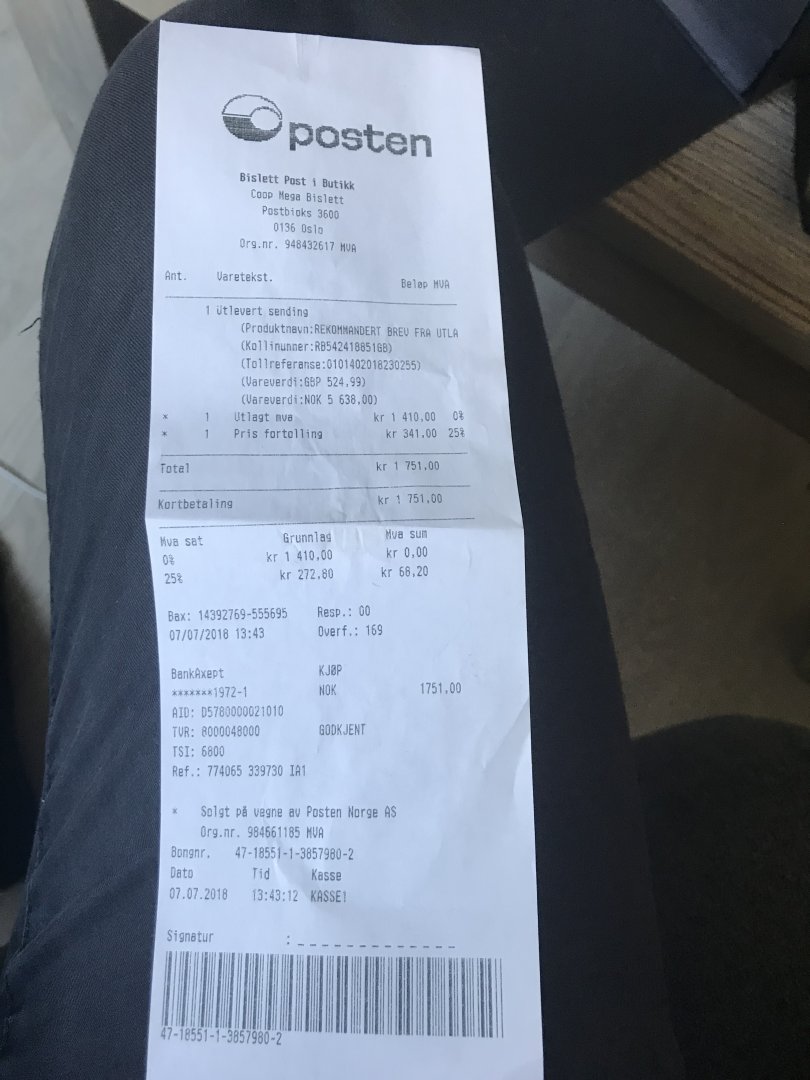 posten
Bislett Post i Butikk
Coop Mega Bislett
Postbioks 3600
0136 Oslo
Org.nr. 948432617 MVA
Ant. Varetekst. Beløp MVA
1 Utlevert sending
(Produktnavn:REKOMMANDERT BREV FRA UTLA
(Kollinummer:RB542418851GB)
(Tollreferanse:0101402018230255)
(Vareverdi:GBP 524,99)
(Vareverdi:NOK 5 638,00)
* 1 Utlagt mva kr 1 410,00 0%
* 1 Pris fortolling kr 341,00 25%
Total kr 1 751,00
Kortbetaling kr 1 751,00
Mva sat Grunnlag Mva sum
0% kr 1 410,00 kr 0,00
25% kr 272,80 kr 68,20
Bax: 14392769-555695 Resp.: 00
07/07/2018 13:43 Overf.: 169
BankAxept KJØP
*******1972-1 NOK 1751,00
AID: D5780000021010
TVR: 8000048000 GODKJENT
TSI: 6800
Ref.: 774065 339730 IA1
* Solgt på vegne av Posten Norge AS
Org.nr. 984661185 MVA
Bongnr. 47-18551-1-3857980-2
Dato Tid Kasse
07.07.2018 13:43:12 KASSE1
Signatur :_ _ _ _ _ _ _ _ _ _ _ _
47-18551-1-3857980-2